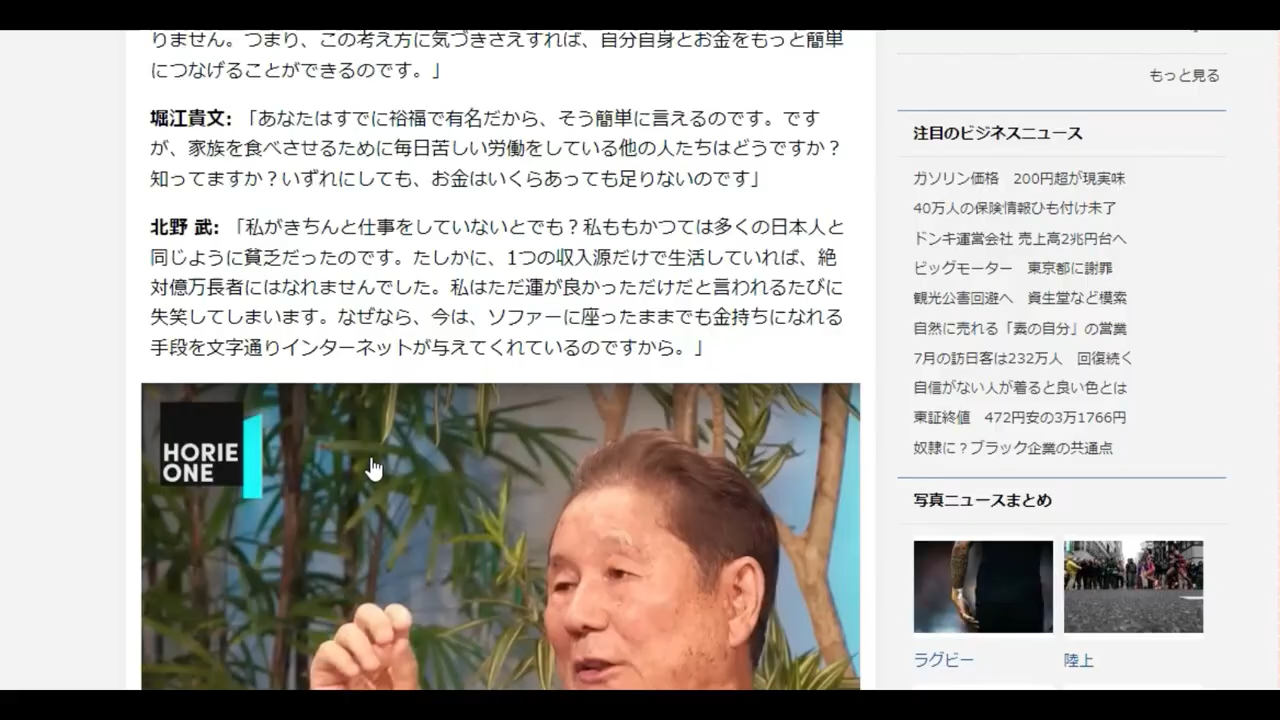 りません。つまり、この考え方に気づきさえすれば、自分自身とお金をもっと簡単
につなげることができるのです。」
堀江貴文: 「あなたはすでに裕福で有名だから、そう簡単に言えるのです。です
が、家族を食べさせるために毎日苦しい労働をしている他の人たちはどうですか?
知ってますか?いずれにしても、お金はいくらあっても足りないのです」
北野 武: 「私がきちんと仕事をしていないとでも?私ももかつては多くの日本人と
同じように貧乏だったのです。たしかに、1つの収入源だけで生活していれば、絶
対億万長者にはなれませんでした。私はただ運が良かっただけだと言われるたびに
失笑してしまいます。なぜなら、今は、ソファーに座ったままでも金持ちになれる
手段を文字通りインターネットが与えてくれているのですから。」
HORIE
ONE
もっと見る
注目のビジネスニュース
ガソリン価格 200円超が現実味
40万人の保険情報ひも付け未了
ドンキ運営会社 売上高2兆円台へ
ビッグモーター 東京都に謝罪
観光公害回避へ 資生堂など模索
自然に売れる「素の自分」の営業
7月の訪日客は232万人 回復続く
自信がない人が着ると良い色とは
東証終値 472円安の3万1766円
奴隷に?ブラック企業の共通点
写真ニュースまとめ
ラグビー
陸上